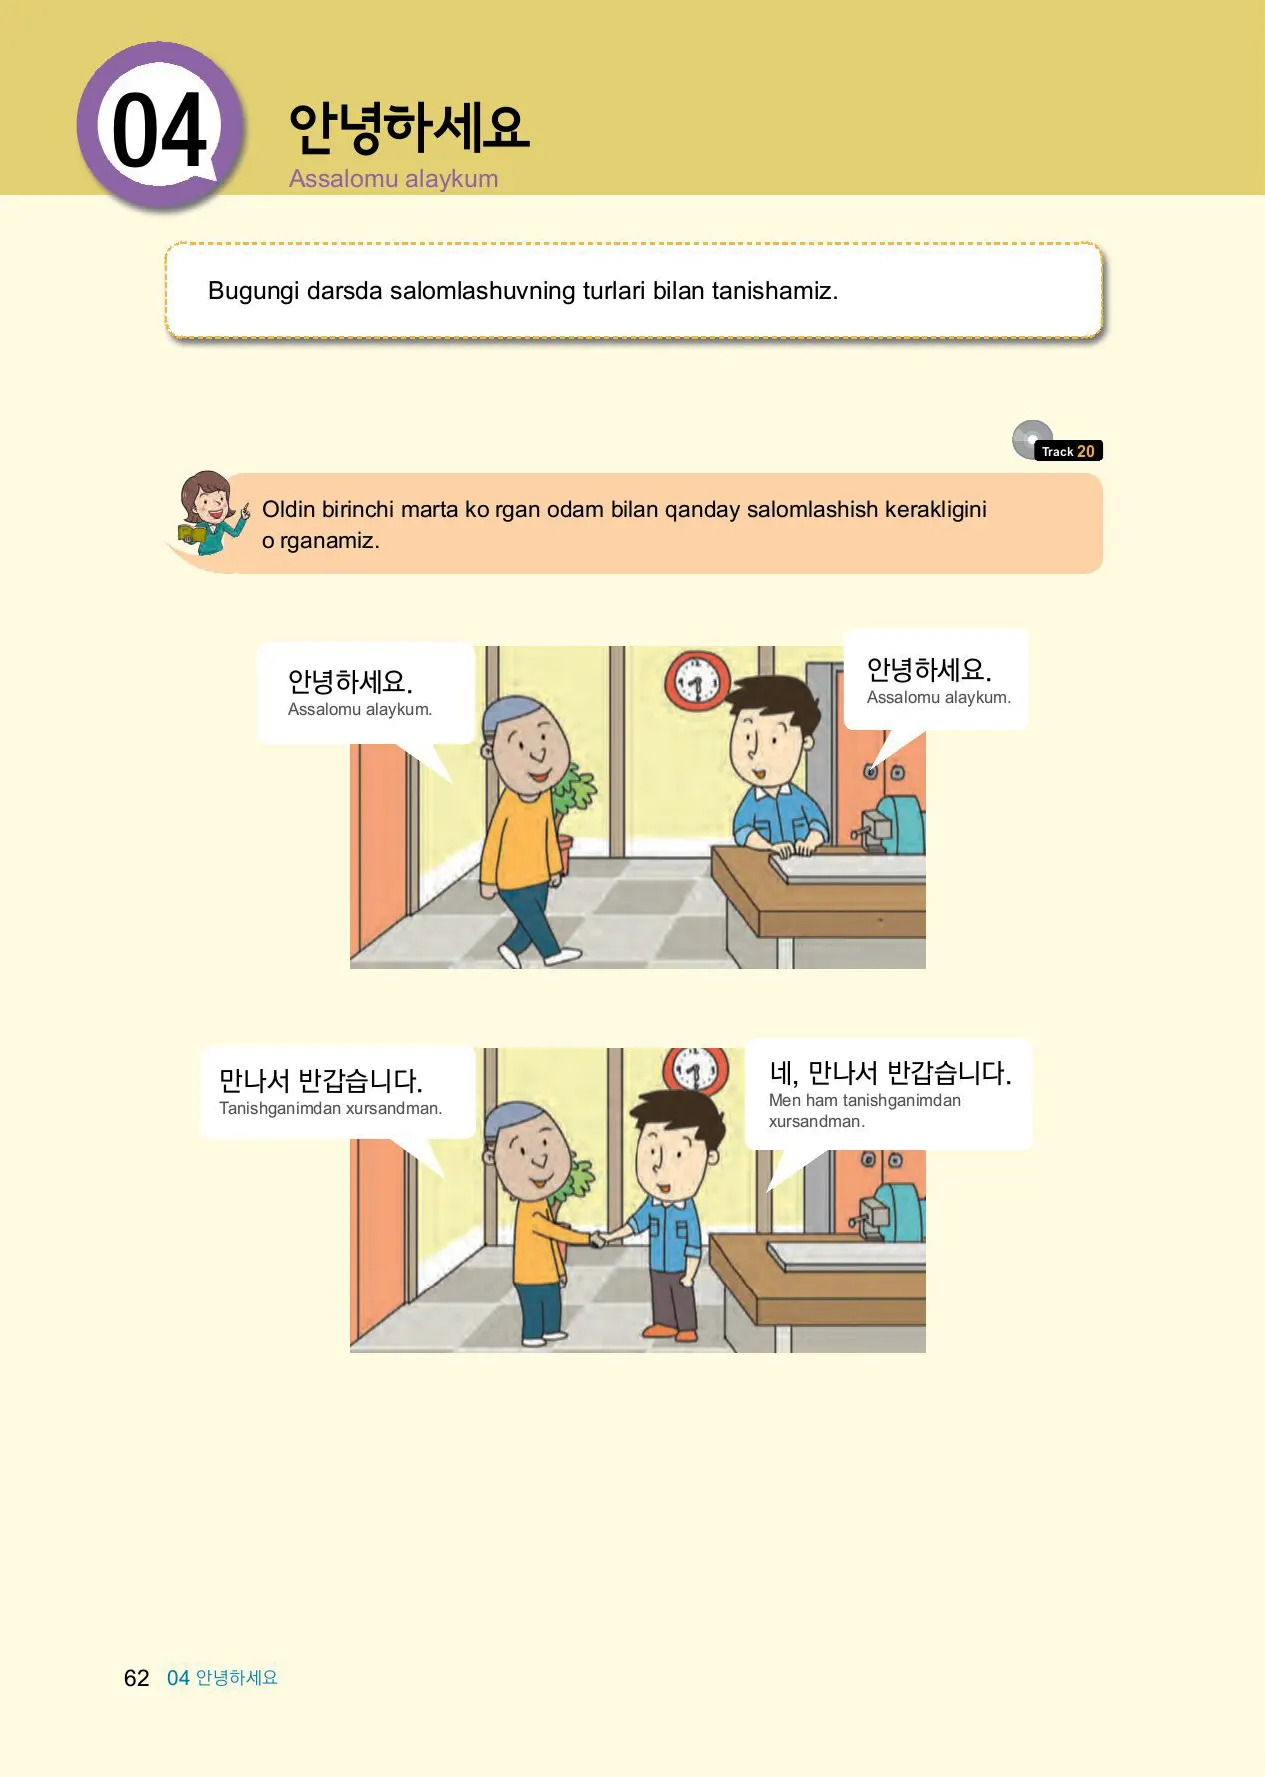 04
안녕하세요
Assalomu alaykum
Bugungi darsda salomlashuvning turlari bilan tanishamiz.
Track 20
Oldin birinchi marta ko rgan odam bilan qanday salomlashish kerakligini
o rganamiz.
안녕하세요.
Assalomu alaykum.
안녕하세요.
Assalomu alaykum.
만나서 반갑습니다.
Tanishganimdan xursandman.
네, 만나서 반갑습니다.
Men ham tanishganimdan
xursandman.
62 04 안녕하세요